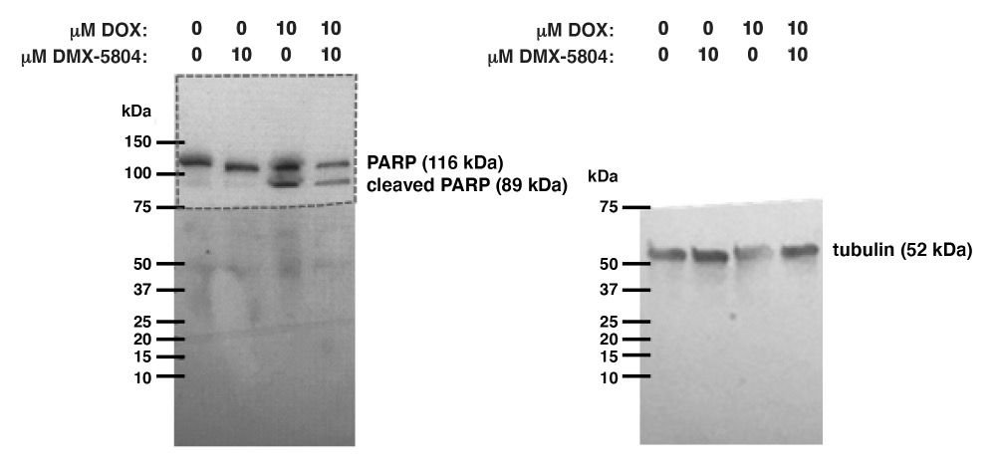 μM DOX: 0 0 10 10
μM DMX-5804: 0 10 0 10
kDa
150
100
75
50
37
25
20
15
10
PARP (116 kDa)
cleaved PARP (89 kDa)
μM DOX: 0 0 10 10
μM DMX-5804: 0 10 0 10
kDa
75
50
37
25
20
15
10
tubulin (52 kDa)